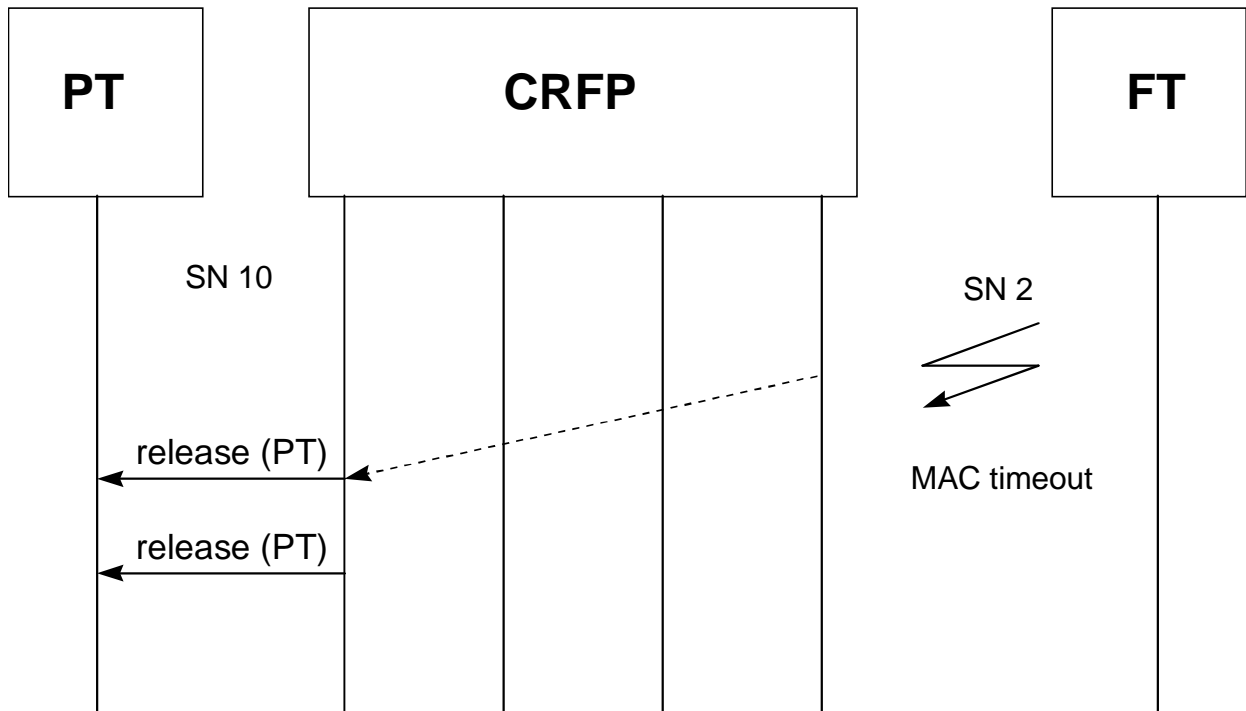 PT
CRFP
FT
SN 10
SN 2
release (PT)
MAC timeout
release (PT)